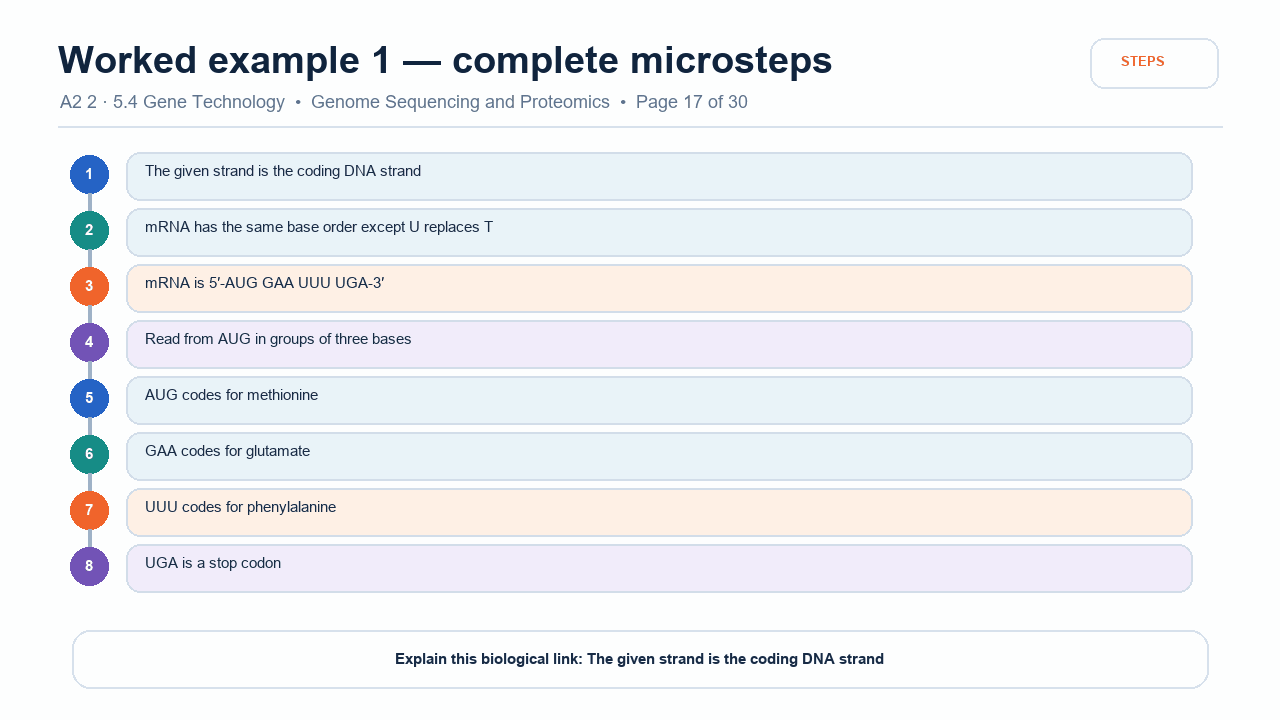 Worked example 1 — complete microsteps
STEPS
A2 2 · 5.4 Gene Technology • Genome Sequencing and Proteomics • Page 17 of 30
1
The given strand is the coding DNA strand
2
mRNA has the same base order except U replaces T
3
mRNA is 5′-AUG GAA UUU UGA-3′
4
Read from AUG in groups of three bases
5
AUG codes for methionine
6
GAA codes for glutamate
7
UUU codes for phenylalanine
8
UGA is a stop codon
Explain this biological link: The given strand is the coding DNA strand